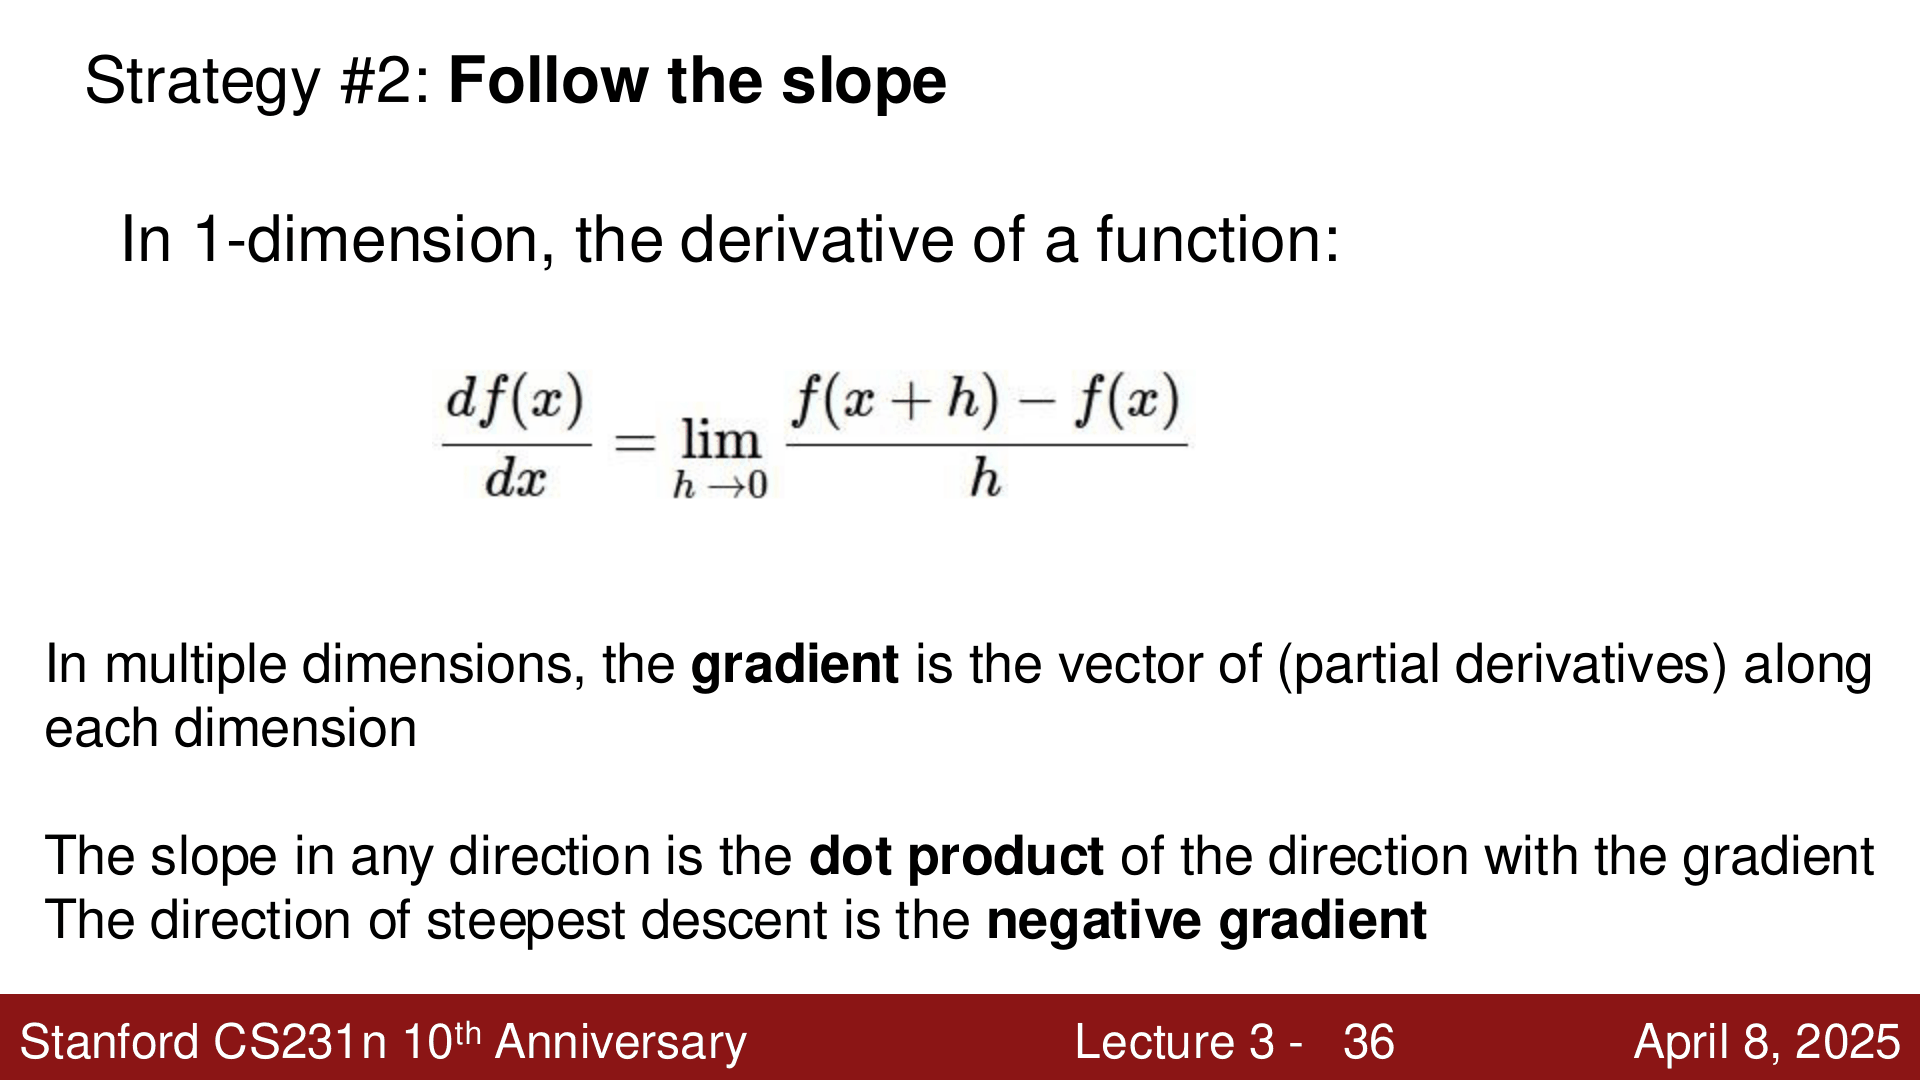 Strategy #2: Follow the slope
In 1-dimension, the derivative of a function:
df(x)/dx = lim h→0 f(x + h) − f(x)/h
In multiple dimensions, the gradient is the vector of (partial derivatives) along
each dimension
The slope in any direction is the dot product of the direction with the gradient
The direction of steepest descent is the negative gradient
Stanford CS231n 10th Anniversary Lecture 3 - 36 April 8, 2025